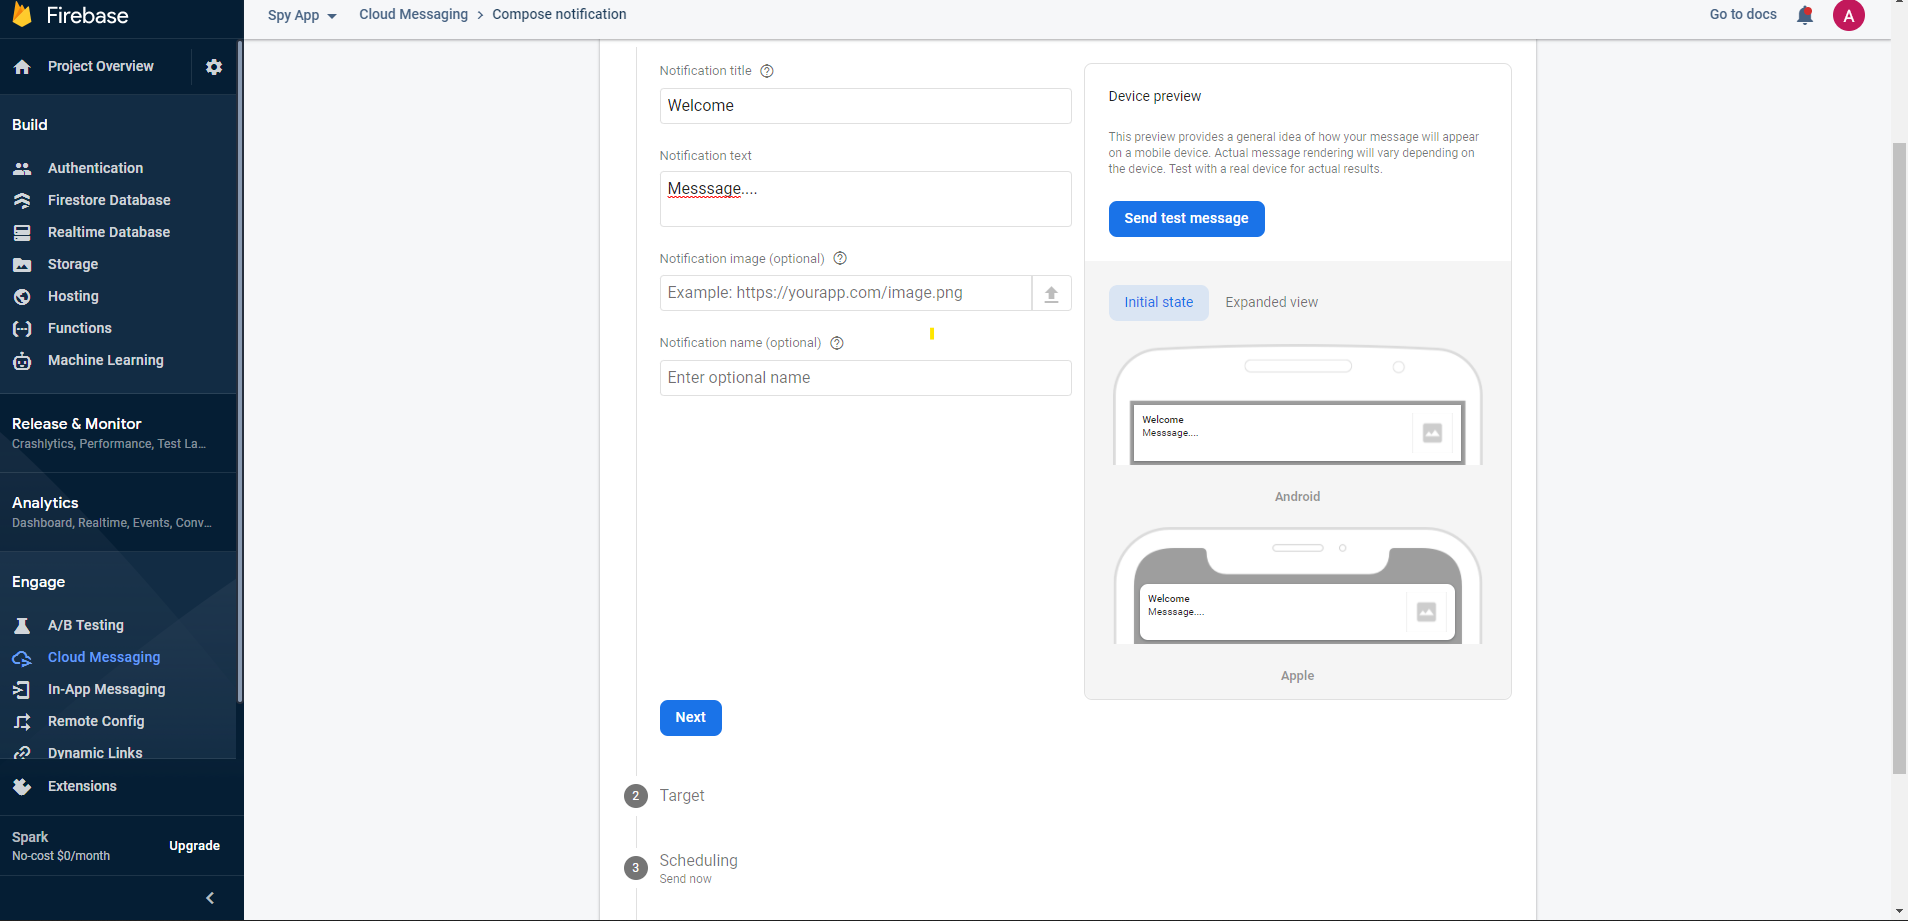 Firebase
Spy App
Cloud Messaging > Compose notification
Go to docs
A
Project Overview
Build
Authentication
Firestore Database
Realtime Database
Storage
Hosting
Functions
Machine Learning
Release & Monitor
Crashlytics, Performance, Test La...
Analytics
Dashboard, Realtime, Events, Conv...
Engage
A/B Testing
Cloud Messaging
In-App Messaging
Remote Config
Dynamic Links
Extensions
Spark
No-cost $0/month
Upgrade
Notification title
Welcome
Notification text
Messsage....
Notification image (optional)
Example: https://yourapp.com/image.png
Notification name (optional)
Enter optional name
Next
2 Target
3 Scheduling
Send now
Device preview
This preview provides a general idea of how your message will appear
on a mobile device. Actual message rendering will vary depending on
the device. Test with a real device for actual results.
Send test message
Initial state Expanded view
Welcome
Messsage....
Android
Welcome
Messsage....
Apple